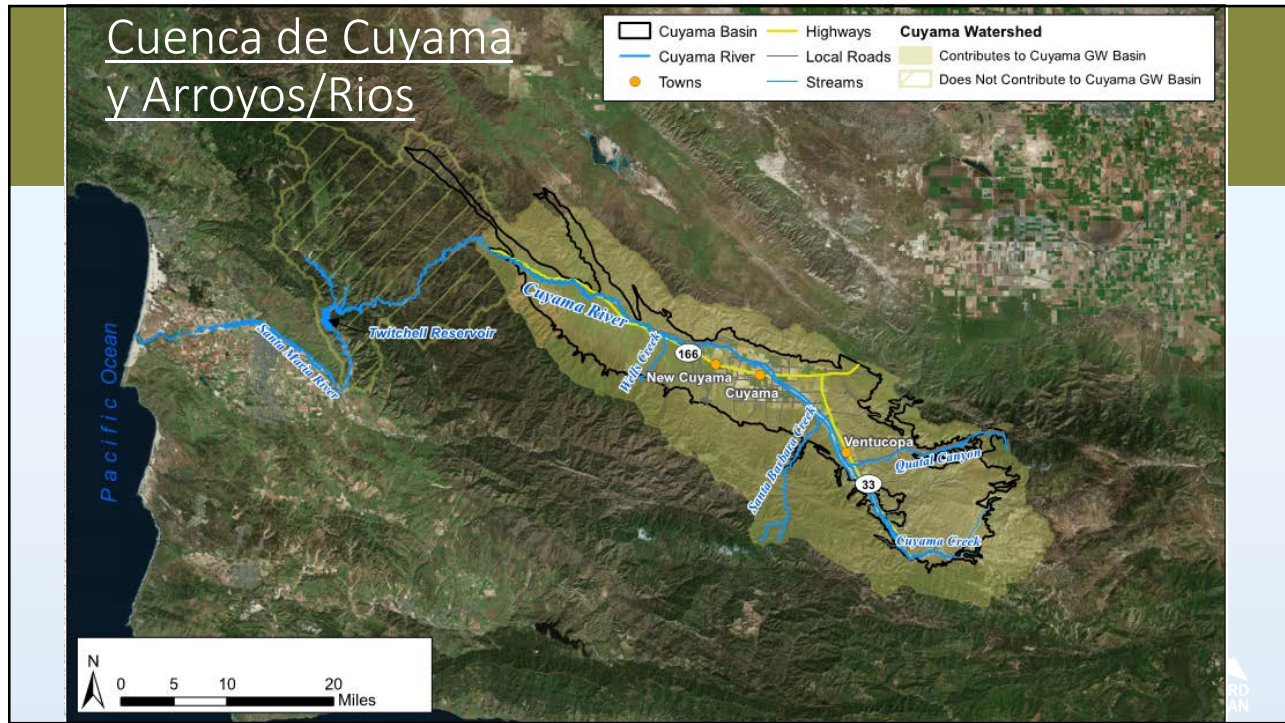 Cuenca de Cuyama
y Arroyos/Rios
Cuyama Basin
Cuyama River
Towns
Highways
Local Roads
Streams
Cuyama Watershed
Contributes to Cuyama GW Basin
Does Not Contribute to Cuyama GW Basin
Pacific Ocean
Santa Maria River
Twitchell Reservoir
Cuyama River
Wells Creek
166
New Cuyama
Cuyama
Santa Barbara Creek
Ventucopa
Quatal Canyon
33
Cuyama Creek
N
0 5 10 20
Miles
RD
AN